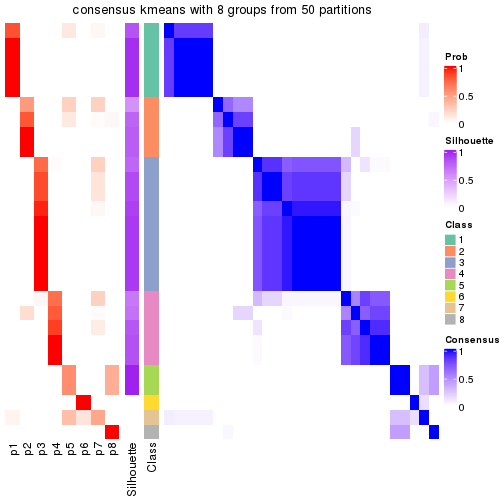 consensus kmeans with 8 groups from 50 partitions
Prob
1
0.5
0
Silhouette
1
0.5
0
Class
1
2
3
4
5
6
7
8
Consensus
1
0.5
0
p1
p2
p3
p4
p5
p6
p7
p8
Silhouette
Class